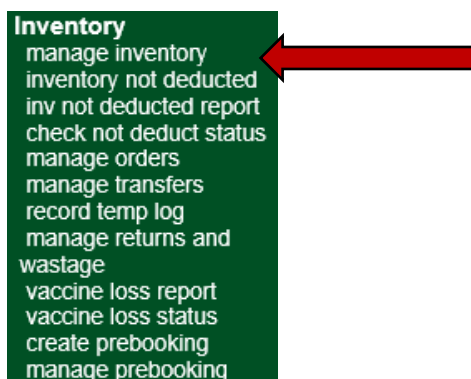 Inventory
manage inventory
inventory not deducted
inv not deducted report
check not deduct status
manage orders
manage transfers
record temp log
manage returns and
wastage
vaccine loss report
vaccine loss status
create prebooking
manage prebooking